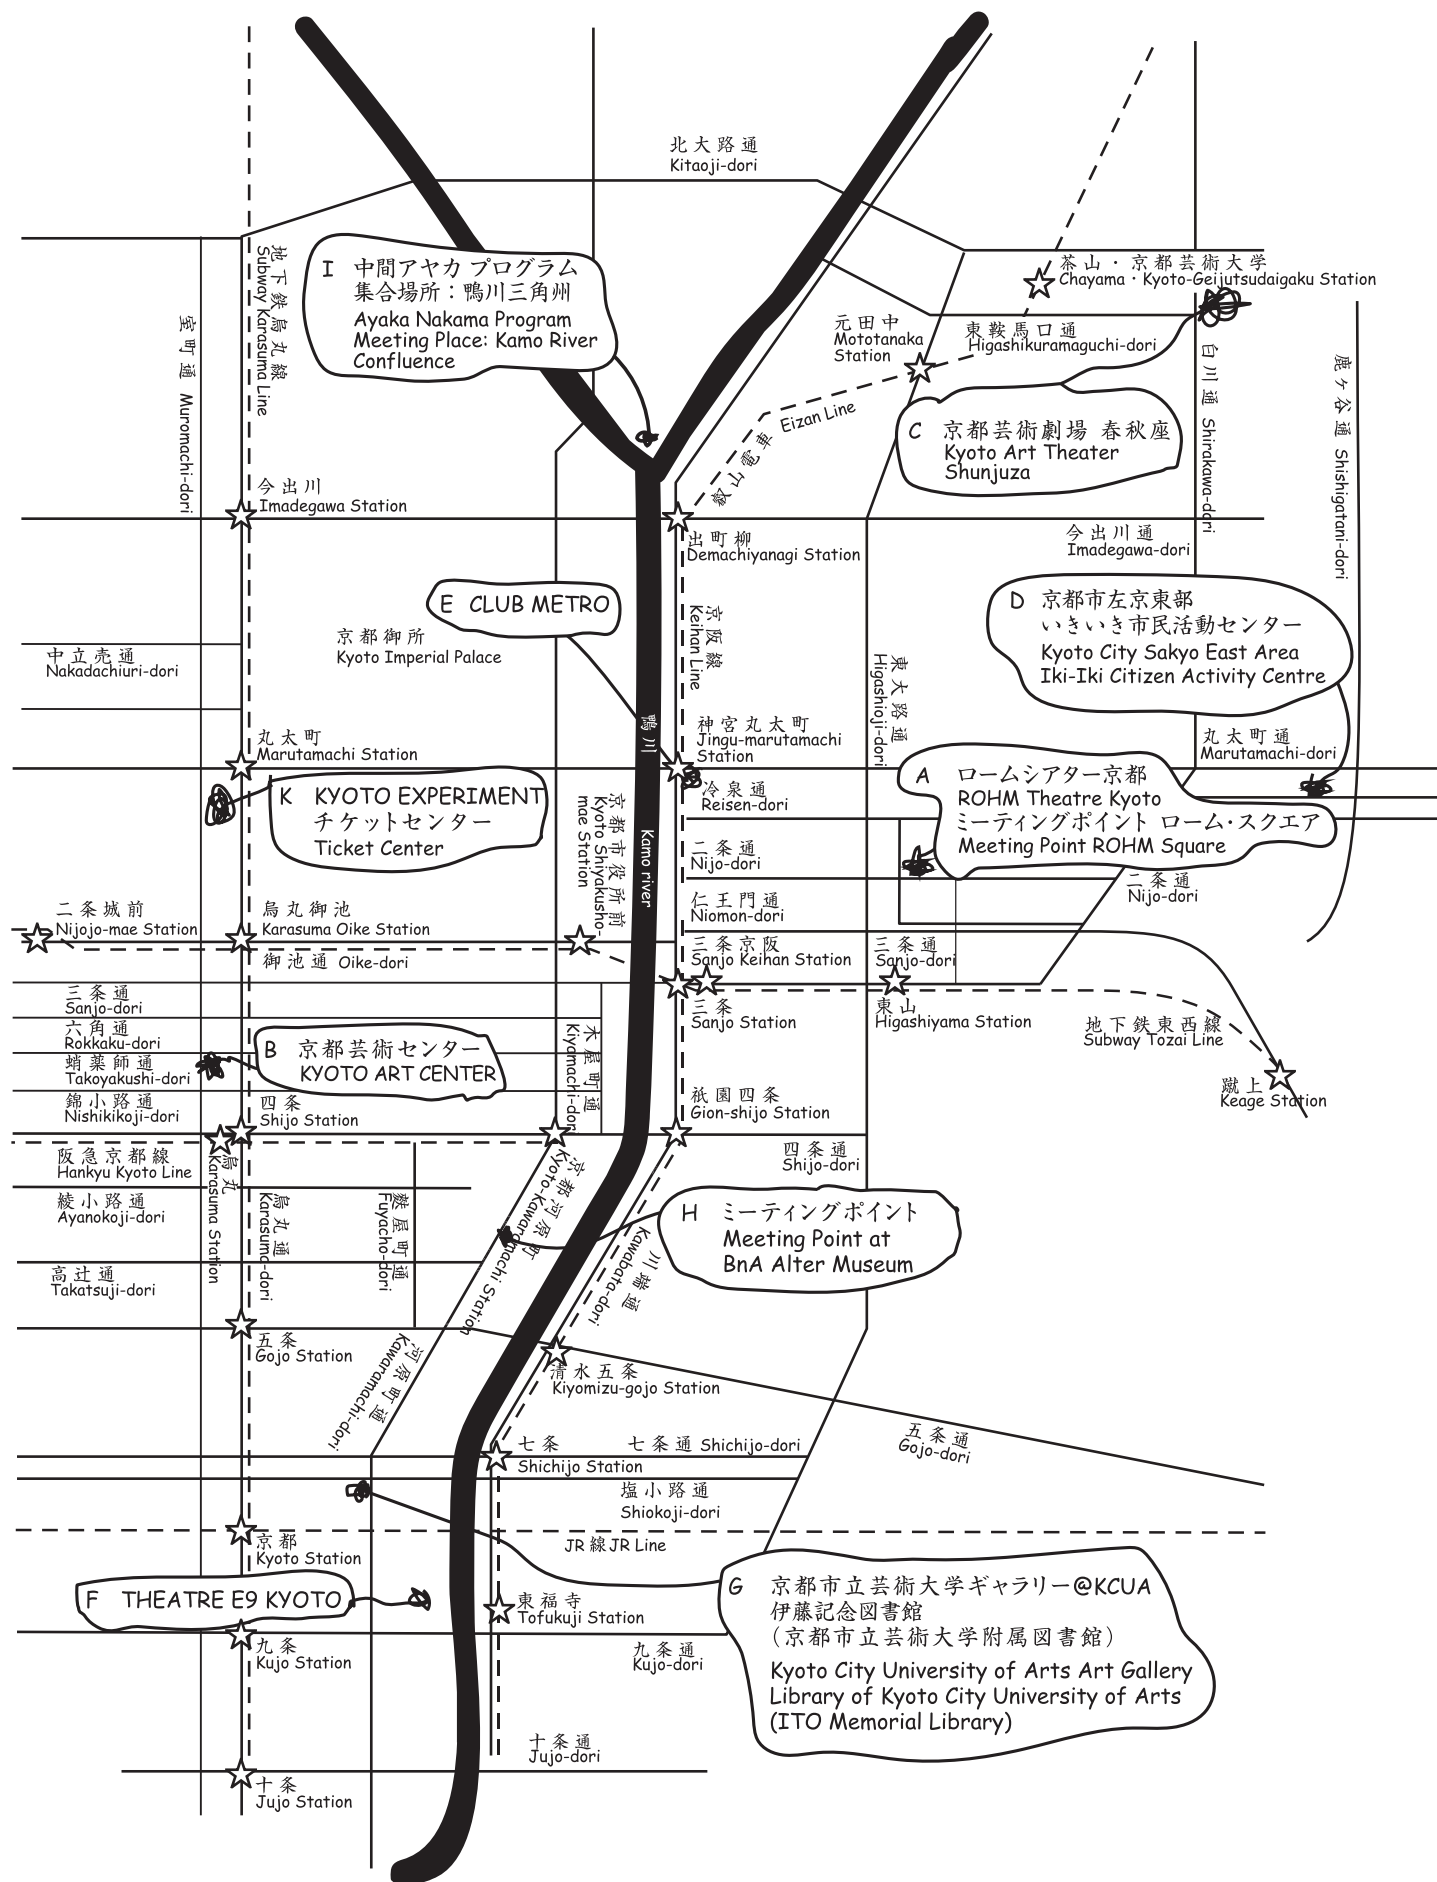 北大路通
Kitaoji-dori
地下鉄烏丸線
Subway Karasuma Line
I 中間アヤカ プログラム
集合場所：鴨川三角州
Ayaka Nakama Program
Meeting Place: Kamo River
Confluence
茶山・京都芸術大学
Chayama・Kyoto-Geijutsudaigaku Station
室町通 Muromachi-dori
元田中
Mototanaka
Station
東鞍馬口通
Higashikuramaguchi-dori
白川通 Shirakawa-dori
鹿ケ谷通 Shishigatani-dori
叡山電車 Eizan Line
C 京都芸術劇場 春秋座
Kyoto Art Theater
Shunjuza
今出川
Imadegawa Station
出町柳
Demachiyanagi Station
今出川通
Imadegawa-dori
E CLUB METRO
京阪線
Keihan Line
D 京都市左京東部
いきいき市民活動センター
Kyoto City Sakyo East Area
Iki-Iki Citizen Activity Centre
中立売通
Nakadachiuri-dori
京都御所
Kyoto Imperial Palace
東大路通
Higashioji-dori
鴨川
Kamo river
丸太町
Marutamachi Station
神宮丸太町
Jingu-marutamachi
Station
丸太町通
Marutamachi-dori
K KYOTO EXPERIMENT
チケットセンター
Ticket Center
冷泉通
Reisen-dori
A ロームシアター京都
ROHM Theatre Kyoto
ミーティングポイント ローム・スクエア
Meeting Point ROHM Square
京都市役所前
Kyoto Shiyakusho-
mae Station
二条通
Nijo-dori
二条通
Nijo-dori
二条城前
Nijojo-mae Station
烏丸御池
Karasuma Oike Station
仁王門通
Niomon-dori
御池通 Oike-dori
三条京阪
Sanjo Keihan Station
三条通
Sanjo-dori
三条通
Sanjo-dori
三条
Sanjo Station
東山
Higashiyama Station
地下鉄東西線
Subway Tozai Line
六角通
Rokkaku-dori
蛸薬師通
Takoyakushi-dori
B 京都芸術センター
KYOTO ART CENTER
木屋町通
Kiyamachi-dori
蹴上
Keage Station
錦小路通
Nishikikoji-dori
四条
Shijo Station
祇園四条
Gion-shijo Station
阪急京都線
Hankyu Kyoto Line
烏丸
Karasuma Station
京都河原町
Kyoto-Kawaramachi Station
四条通
Shijo-dori
綾小路通
Ayanokoji-dori
烏丸通
Karasuma-dori
麩屋町通
Fuyacho-dori
H ミーティングポイント
Meeting Point at
BnA Alter Museum
川端通
Kawabata-dori
高辻通
Takatsuji-dori
五条
Gojo Station
河原町通
Kawaramachi-dori
清水五条
Kiyomizu-gojo Station
五条通
Gojo-dori
七条
Shichijo Station
七条通 Shichijo-dori
塩小路通
Shiokoji-dori
京都
Kyoto Station
JR線 JR Line
F THEATRE E9 KYOTO
東福寺
Tofukuji Station
G 京都市立芸術大学ギャラリー@KCUA
伊藤記念図書館
（京都市立芸術大学附属図書館）
Kyoto City University of Arts Art Gallery
Library of Kyoto City University of Arts
(ITO Memorial Library)
九条
Kujo Station
九条通
Kujo-dori
十条通
Jujo-dori
十条
Jujo Station